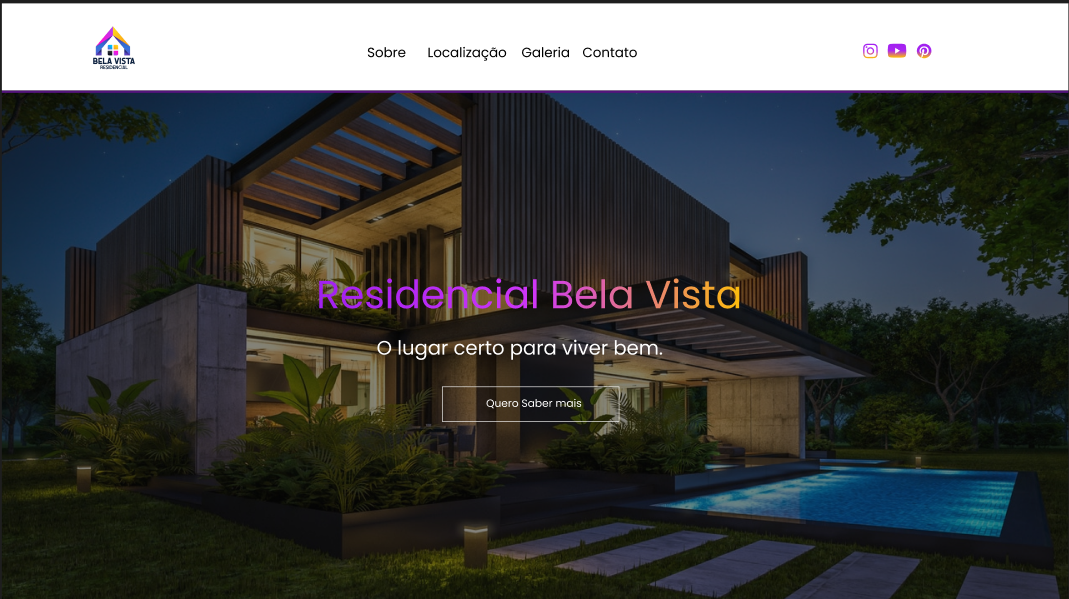 BELA VISTA
RESIDENCIAL
Sobre Localização Galeria Contato
Residencial Bela Vista
O lugar certo para viver bem.
Quero Saber mais